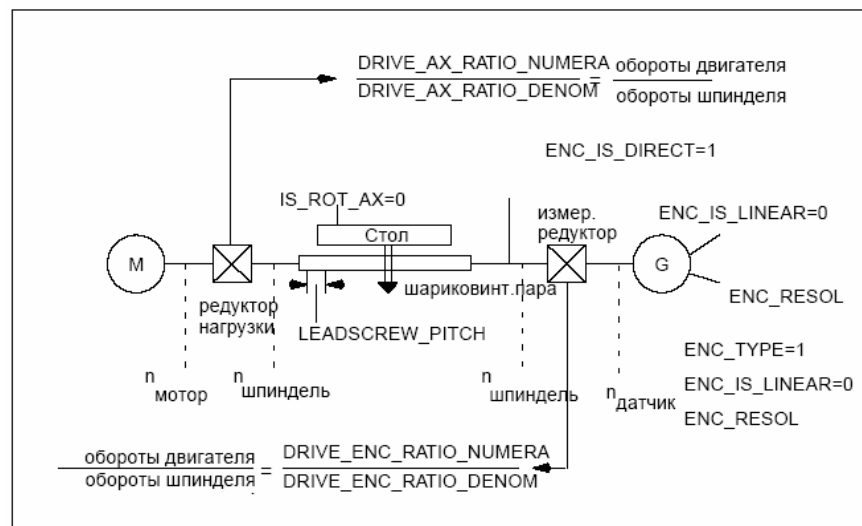 DRIVE_AX_RATIO_NUMERA = обороты двигателя
DRIVE_AX_RATIO_DENOM обороты шпинделя
ENC_IS_DIRECT=1
IS_ROT_AX=0
измер.
редуктор
ENC_IS_LINEAR=0
Стол
M
G
шариковинт.пара
редуктор
нагрузки
LEADSCREW_PITCH
ENC_RESOL
ENC_TYPE=1
ENC_IS_LINEAR=0
ENC_RESOL
n мотор
n шпиндель
n шпиндель
n датчик
обороты двигателя = DRIVE_ENC_RATIO_NUMERA
обороты шпинделя DRIVE_ENC_RATIO_DENOM